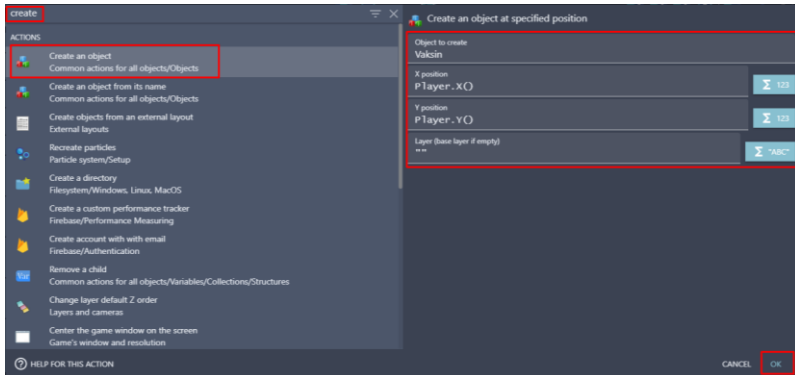 create
ACTIONS
Create an object
Common actions for all objects/Objects
Create an object from its name
Common actions for all objects/Objects
Create objects from an external layout
External layouts
Recreate particles
Particle system/Setup
Create a directory
Filesystem/Windows, Linux, MacOS
Create a custom performance tracker
Firebase/Performance Measuring
Create account with with email
Firebase/Authentication
Remove a child
Common actions for all objects/Variables/Collections/Structures
Change layer default Z order
Layers and cameras
Center the game window on the screen
Game's window and resolution
HELP FOR THIS ACTION
Create an object at specified position
Object to create
Vaksin
X position
Player.X()
Σ 123
Y position
Player.Y()
Σ 123
Layer (base layer if empty)
""
Σ "ABC"
CANCEL
OK